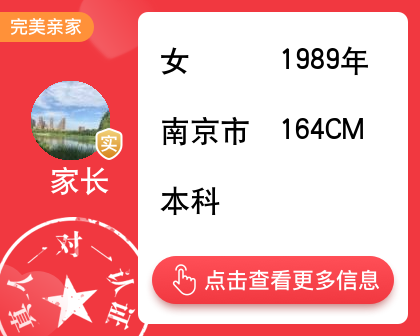 完美亲家
女 1989年
南京市 164CM
本科
实
家长
真人一对一认证
点击查看更多信息